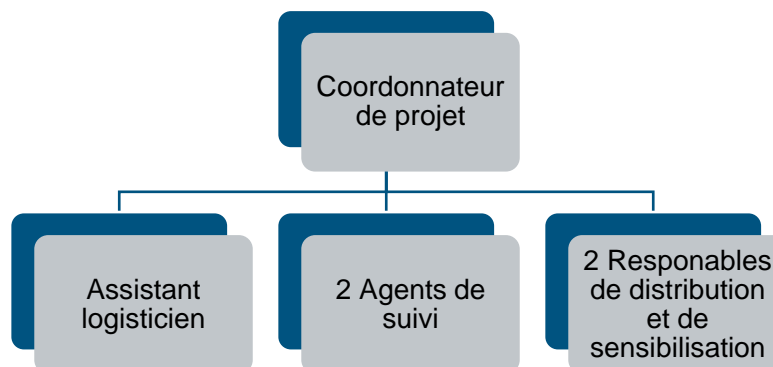 Coordonnateur
de projet
Assistant
logisticien
2 Agents de
suivi
2 Responables
de distribution
et de
sensibilisation